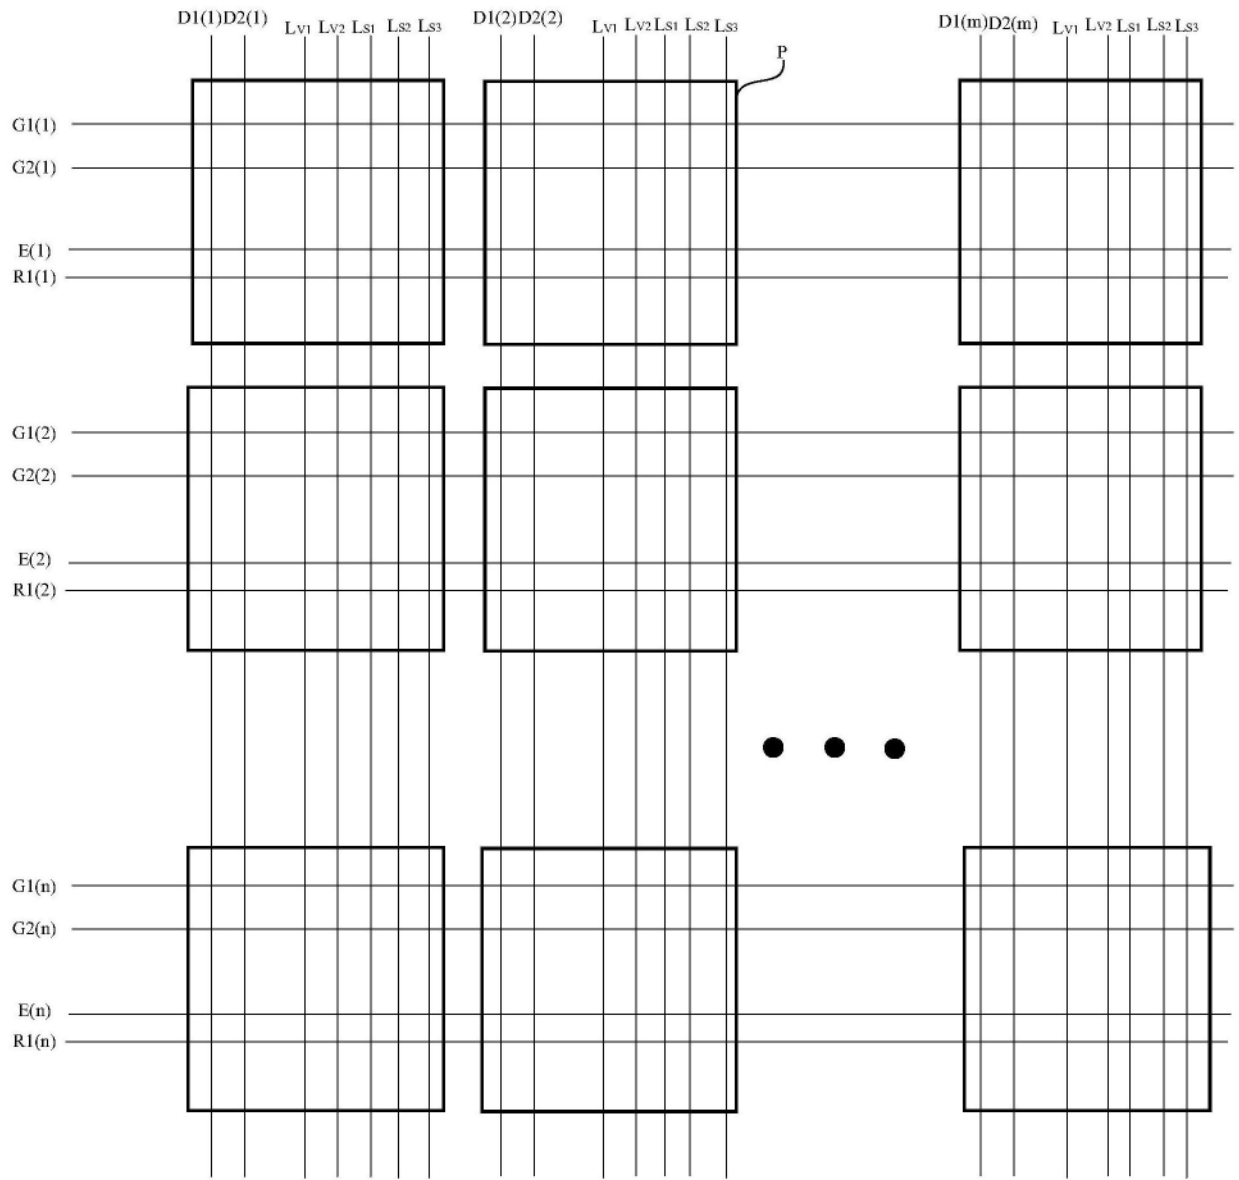 D1(1)D2(1) LV1 LV2 LS1 LS2 LS3 D1(2)D2(2) LV1 LV2 LS1 LS2 LS3 D1(m)D2(m) LV1 LV2 LS1 LS2 LS3
P
G1(1)
G2(1)
E(1)
R1(1)
G1(2)
G2(2)
E(2)
R1(2)
G1(n)
G2(n)
E(n)
R1(n)